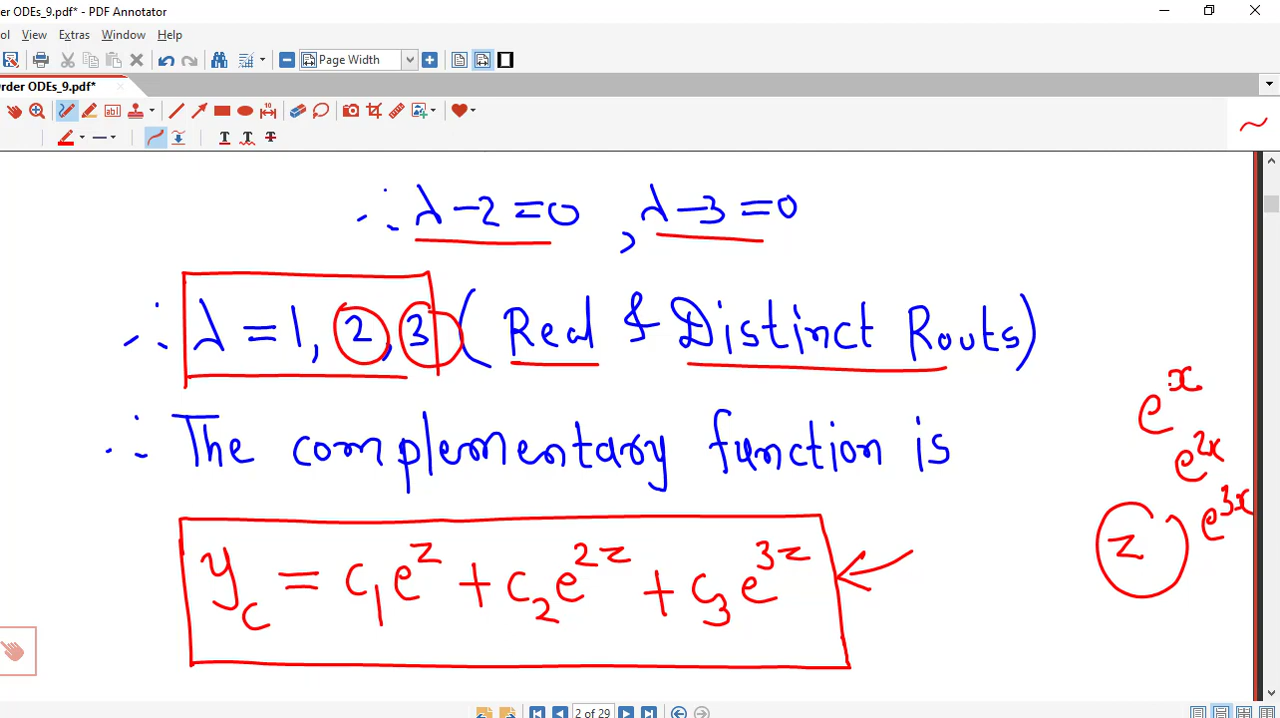 rder ODEs_9.pdf* - PDF Annotator
ol View Extras Window Help
Page Width
rder ODEs_9.pdf*
∴ λ-2=0, λ-3=0
∴ λ=1, 2, 3 (Real & Distinct Routs)
∴ The complementary function is
y_c = c_1e^z + c_2e^{2z} + c_3e^{3z}
e^x
e^{2x}
e^{3x}
z
2 of 29